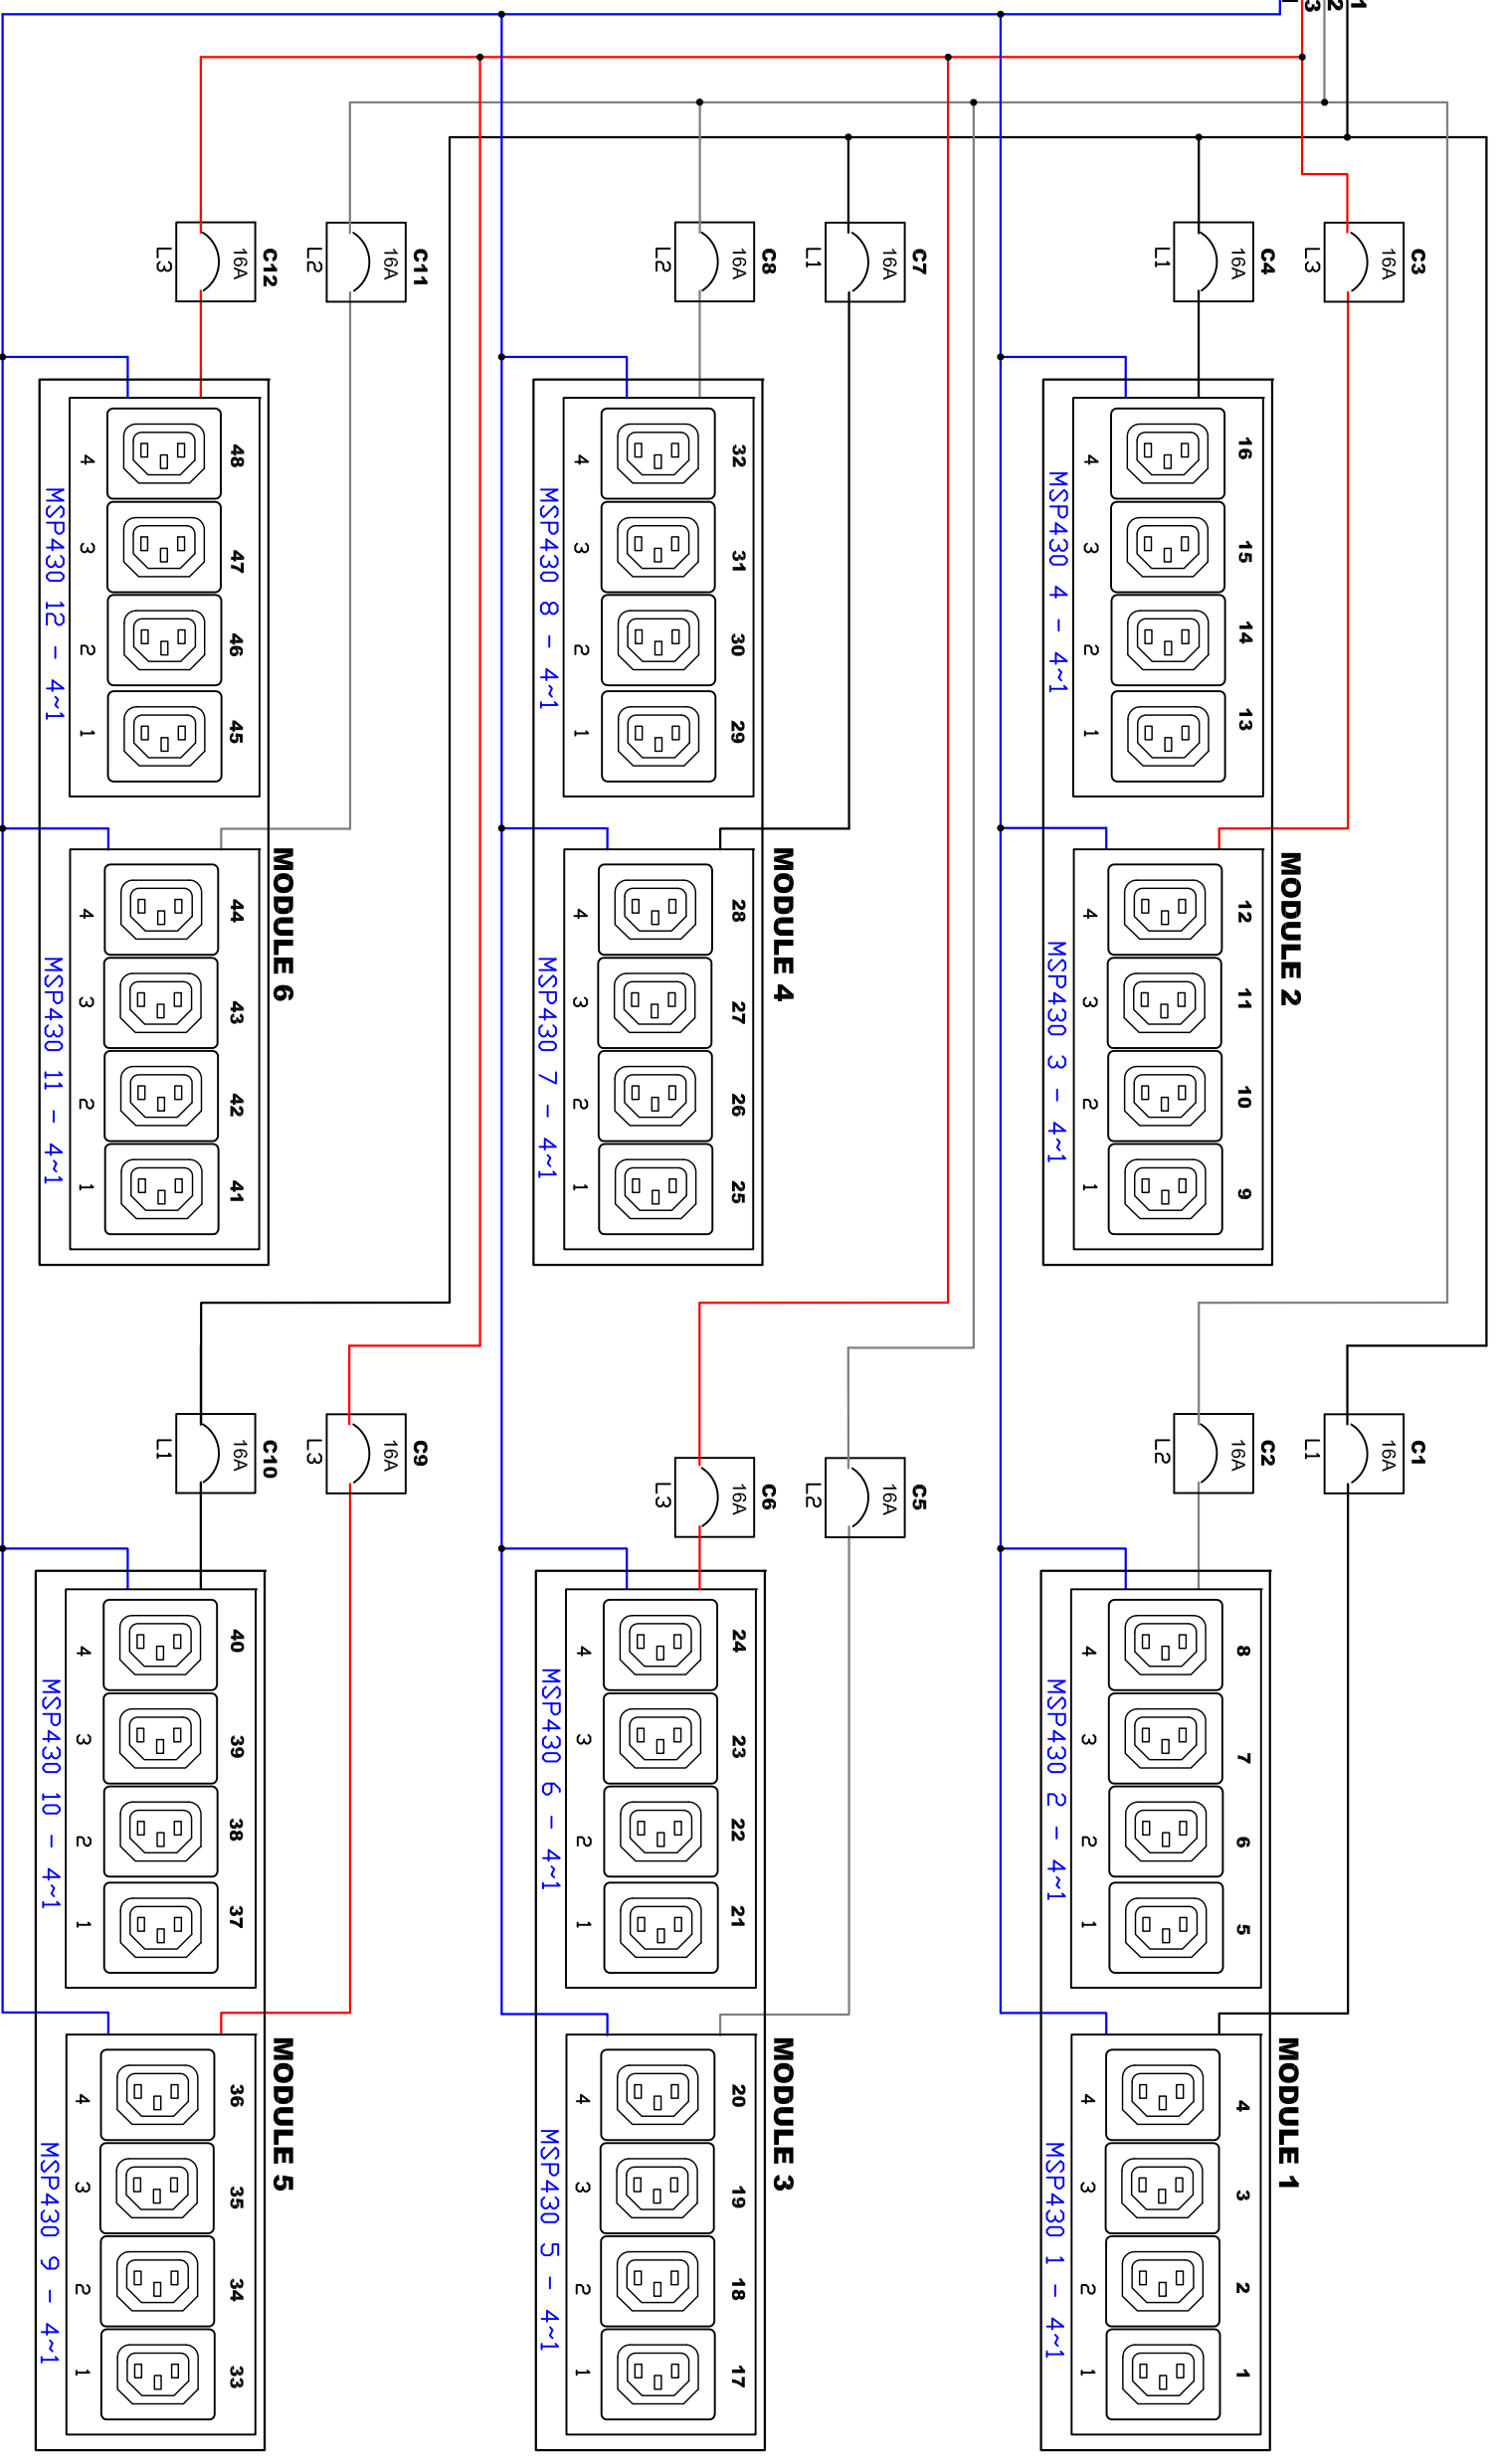 1
2
3
C3 C1
16A 16A
L3 L1
MODULE 2 MODULE 1
C4 C2
16A 16A
L1 L2
16 15 14 13 12 11 10 9 8 7 6 5 4 3 2 1
4 3 2 1 4 3 2 1 4 3 2 1 4 3 2 1
MSP430 4 - 4~1 MSP430 3 - 4~1 MSP430 2 - 4~1 MSP430 1 - 4~1
C7 C5
16A 16A
L1 L2
MODULE 4 MODULE 3
C8 C6
16A 16A
L2 L3
32 31 30 29 28 27 26 25 24 23 22 21 20 19 18 17
4 3 2 1 4 3 2 1 4 3 2 1 4 3 2 1
MSP430 8 - 4~1 MSP430 7 - 4~1 MSP430 6 - 4~1 MSP430 5 - 4~1
C11 C9
16A 16A
L2 L3
MODULE 6 MODULE 5
C12 C10
16A 16A
L3 L1
48 47 46 45 44 43 42 41 40 39 38 37 36 35 34 33
4 3 2 1 4 3 2 1 4 3 2 1 4 3 2 1
MSP430 12 - 4~1 MSP430 11 - 4~1 MSP430 10 - 4~1 MSP430 9 - 4~1